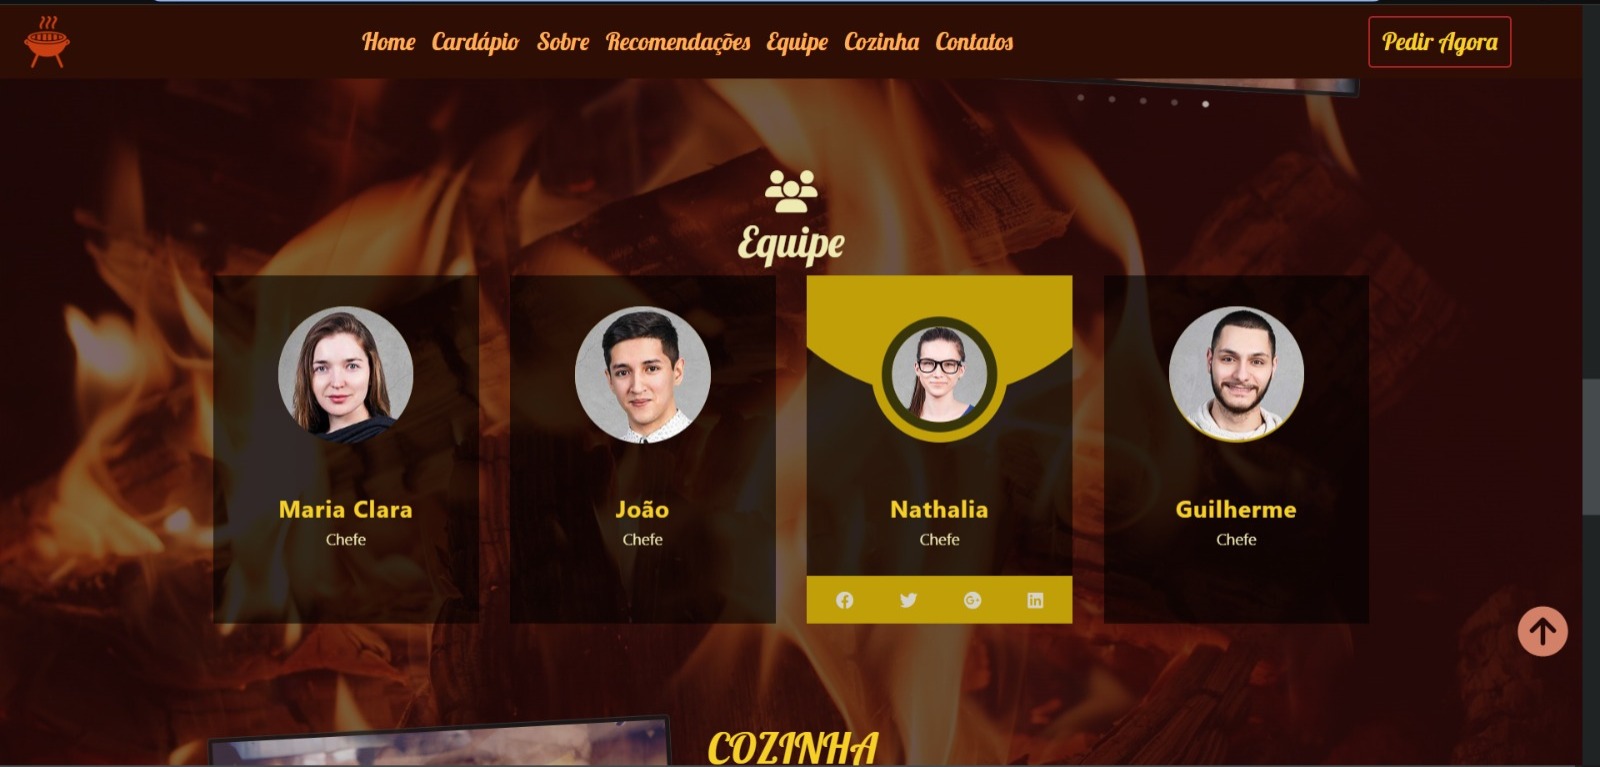 Home Cardápio Sobre Recomendações Equipe Cozinha Contatos Pedir Agora
Equipe
Maria Clara
Chefe
João
Chefe
Nathalia
Chefe
Guilherme
Chefe
COZINHA